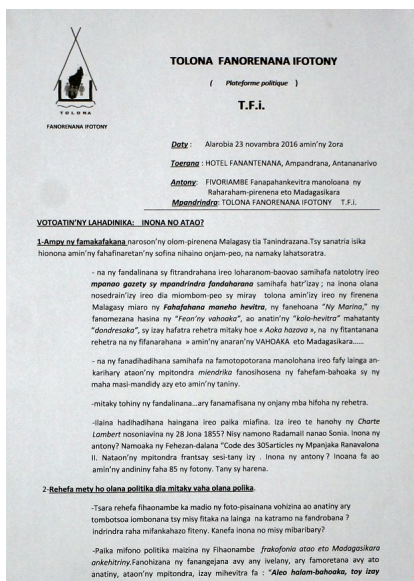 TOLONA FANORENANA IFOTONY
( Plateforme politique )
T.F.i.
TOLONA
FANORENANA IFOTONY
Daty : Alarobia 23 novambra 2016 amin'ny 2ora
Toerana : HOTEL FANANTENANA, Ampandrana, Antananarivo
Antony: FIVORIAMBE Fanapahankevitra manoloana ny
Raharaham-pirenena eto Madagasikara
Mpandrindra: TOLONA FANORENANA IFOTONY T.F.i.
VOTOATIN'NY LAHADINIKA: INONA NO ATAO?
1-Ampy ny famakafakana naroson'ny olom-pirenena Malagasy tia Tanindrazana.Tsy sanatria isika
hionona amin'ny fahafinaretan'ny sofina nihaino onjam-peo, na namaky lahatsoratra.
- na ny fandalinana sy fitrandrahana ireo loharanom-baovao samihafa natolotry ireo
mpanao gazety sy mpandrindra fandaharana samihafa hatr'izay ; na inona olana
nosedrain'izy ireo dia miombom-peo sy miray tolona amin'izy ireo ny firenena
Malagasy miaro ny Fahafahana maneho hevitra, ny fanehoana "Ny Marina," ny
fanomezana hasina ny "Feon'ny vahoaka", ao anatin'ny "kolo-hevitra" mahatanty
"dondresaka", sy izay hafatra rehetra mitaky hoe « Aoka hazava », na ny fitantanana
rehetra na ny fifanarahana » amin'ny anaran'ny VAHOAKA eto Madagasikara......
- na ny fanadihadihana samihafa na famotopotorana manolohana ireo fafy lainga an-
karihary ataon'ny mpitondra miendrika fanosihosena ny fahefam-bahoaka sy ny
maha masi-mandidy azy eto amin'ny taniny.
-mitaky tohiny ny fandalinana...ary fanamafisana ny onjany mba hifoha ny rehetra.
-Ilaina hadihadihana haingana ireo paika miafina. Iza ireo te hanohy ny Charte
Lambert nosoniavina ny 28 Jona 1855? Nisy namono RadamaII nanao Sonia. Inona ny
antony? Namoaka ny Fehezan-dalàna "Code des 305articles ny Mpanjaka Ranavalona
II. Nataon'ny mpitondra frantsay sesi-tany izy . Inona ny antony ? Inoana fa ao
amin'ny andininy faha 85 ny fotony. Tany sy harena.
2-Rehefa mety ho olana politika dia mitaky vaha olana polika.
-Tsara rehefa fihaonambe ka madio ny foto-pisainana vohizina ao anatiny ary
tombotsoa iombonana tsy misy fitaka na lainga na katramo na fandrobana ?
indrindra raha mifankahazo fiteny. Kanefa inona no misy mibaribary?
-Paika mifono politika maizina ny Fihaonambe frakofonia atao eto Madagasikara
ankehitriny.Fanohizana ny fanangejana avy any ivelany, ary famoretana avy ato
anatiny, ataon'ny mpitondra, izay mihevitra fa : "Aleo halam-bahoaka, toy izay